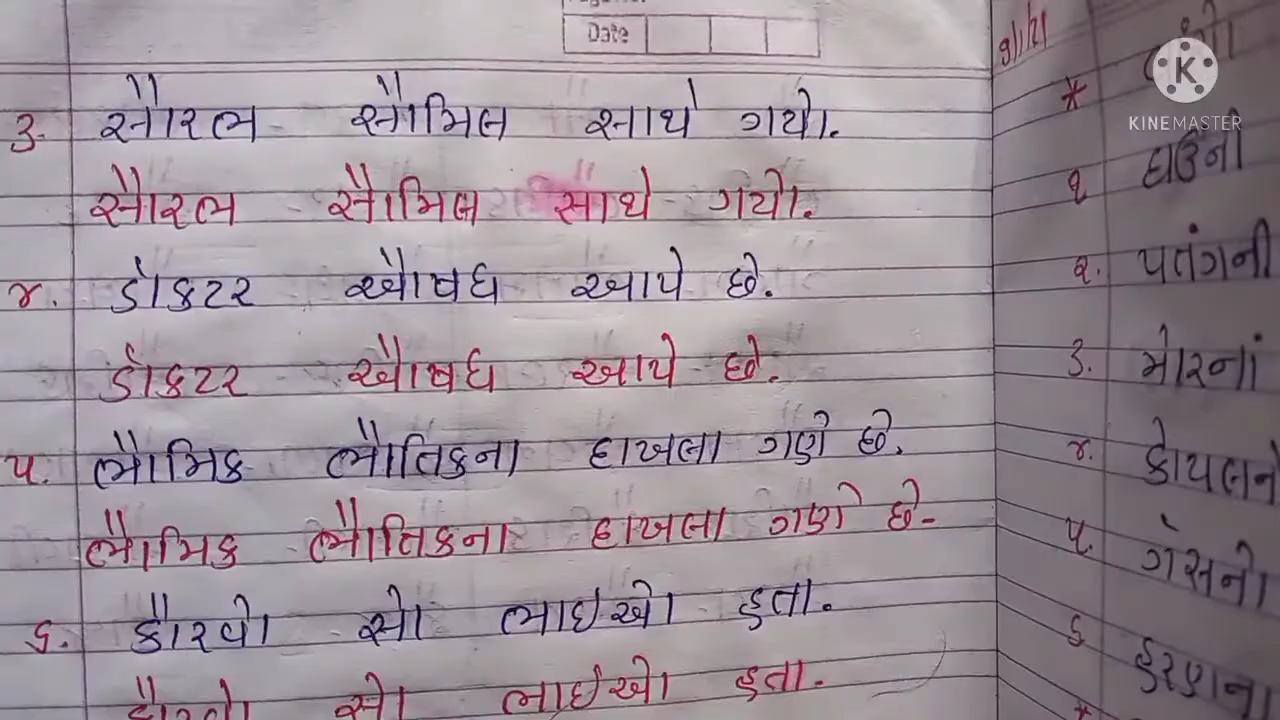 Date
૩. સૌરભ સૌમિલ સાથે ગયો.
સૌરભ સૌમિલ સાથે ગયો.
૪. ડૉક્ટર ઔષધ આપે છે.
ડૉક્ટર ઔષધ આપે છે.
૫. ભૌમિક ભૌતિકના દાખલા ગણે છે.
ભૌમિક ભૌતિકના દાખલા ગણે છે-
૬. કૌરવો સો ભાઈઓ હતા.
કૌરવો સો ભાઈઓ હતા.
*
KINEMASTER
૧
૨. પતંગની
૩. મોરનાં
૪. કોયલને
૫. ગૅસનો
૬ હરણના
*